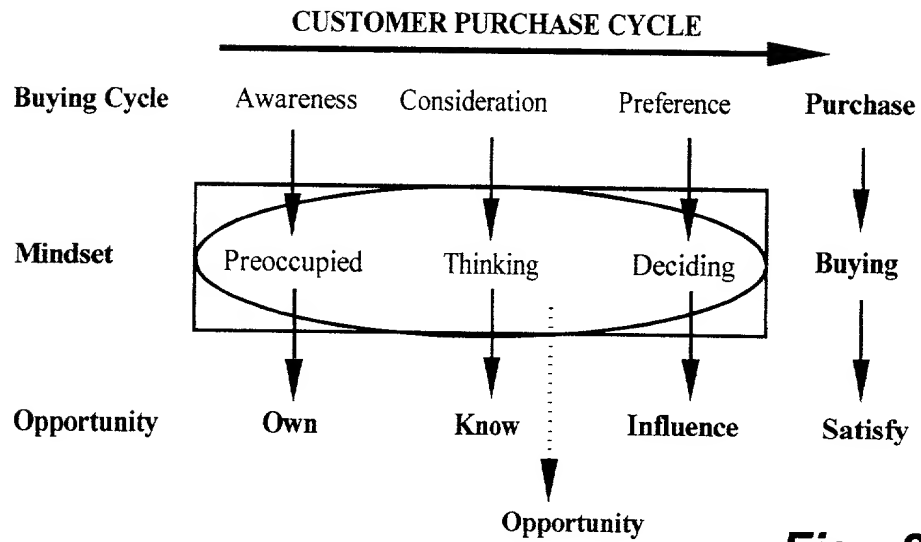 CUSTOMER PURCHASE CYCLE
Buying Cycle Awareness Consideration Preference Purchase
Mindset Preoccupied Thinking Deciding Buying
Opportunity Own Know Influence Satisfy
Opportunity